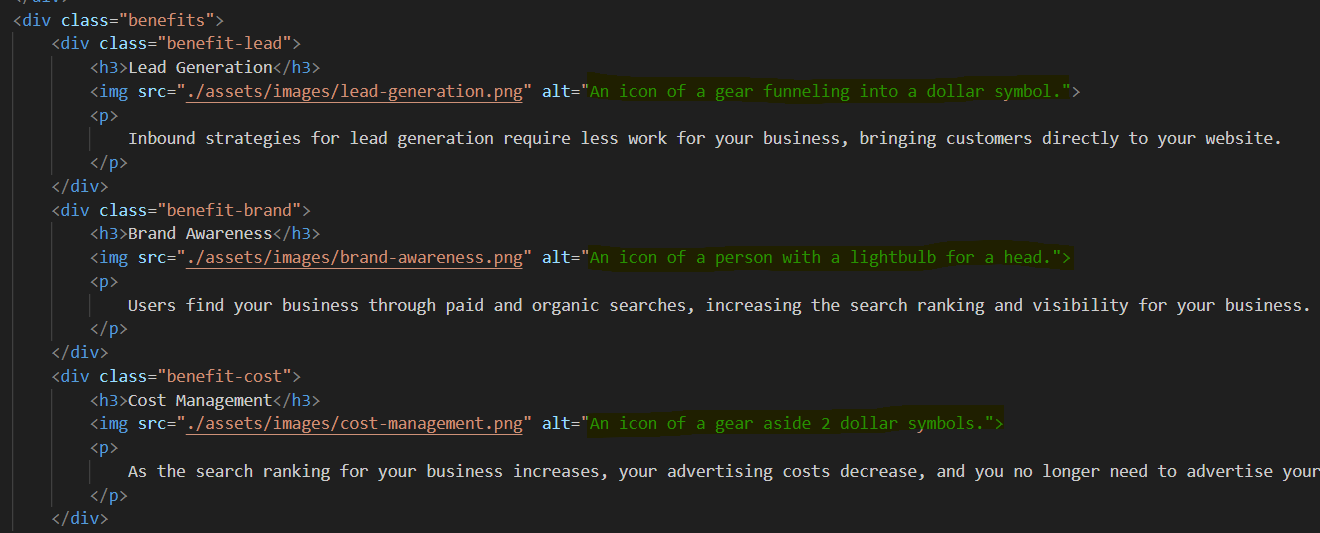 </div>
<div class="benefits">
<div class="benefit-lead">
<h3>Lead Generation</h3>
<img src="./assets/images/lead-generation.png" alt="An icon of a gear funneling into a dollar symbol.">
<p>
Inbound strategies for lead generation require less work for your business, bringing customers directly to your website.
</p>
</div>
<div class="benefit-brand">
<h3>Brand Awareness</h3>
<img src="./assets/images/brand-awareness.png" alt="An icon of a person with a lightbulb for a head.">
<p>
Users find your business through paid and organic searches, increasing the search ranking and visibility for your business.
</p>
</div>
<div class="benefit-cost">
<h3>Cost Management</h3>
<img src="./assets/images/cost-management.png" alt="An icon of a gear aside 2 dollar symbols.">
<p>
As the search ranking for your business increases, your advertising costs decrease, and you no longer need to advertise your
</p>
</div>